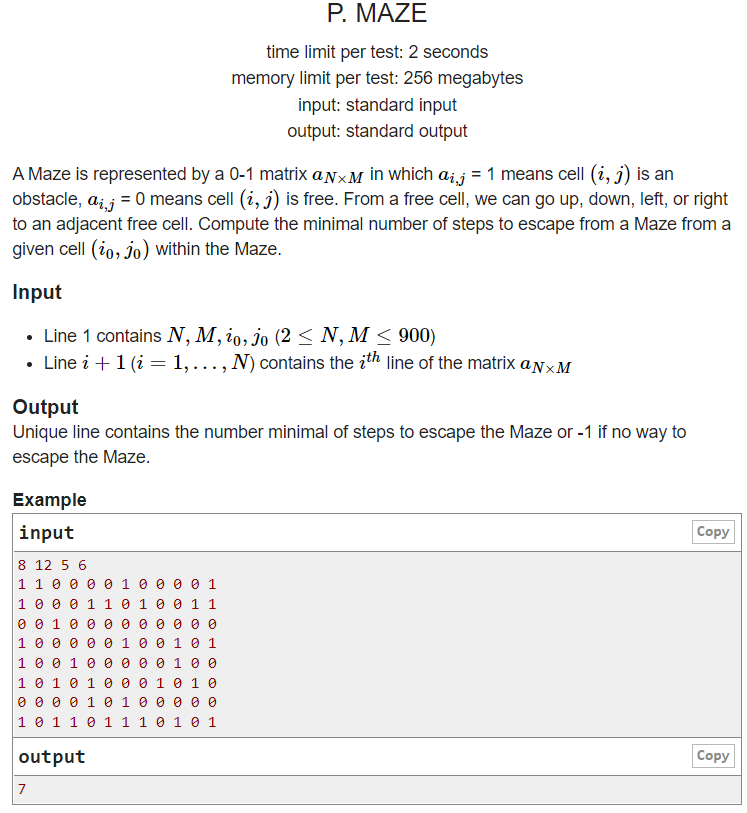 P. MAZE
time limit per test: 2 seconds
memory limit per test: 256 megabytes
input: standard input
output: standard output
A Maze is represented by a 0-1 matrix a_{N×M} in which a_{i,j} = 1 means cell (i, j) is an
obstacle, a_{i,j} = 0 means cell (i, j) is free. From a free cell, we can go up, down, left, or right
to an adjacent free cell. Compute the minimal number of steps to escape from a Maze from a
given cell (i_0, j_0) within the Maze.
Input
• Line 1 contains N, M, i_0, j_0 (2 ≤ N, M ≤ 900)
• Line i + 1 (i = 1, . . . , N) contains the i^{th} line of the matrix a_{N×M}
Output
Unique line contains the number minimal of steps to escape the Maze or -1 if no way to
escape the Maze.
Example
input
Copy
8 12 5 6
1 1 0 0 0 0 1 0 0 0 0 1
1 0 0 0 1 1 0 1 0 0 1 1
0 0 1 0 0 0 0 0 0 0 0 0
1 0 0 0 0 0 1 0 0 1 0 1
1 0 0 1 0 0 0 0 0 1 0 0
1 0 1 0 1 0 0 0 1 0 1 0
0 0 0 0 1 0 1 0 0 0 0 0
1 0 1 1 0 1 1 1 0 1 0 1
output
Copy
7